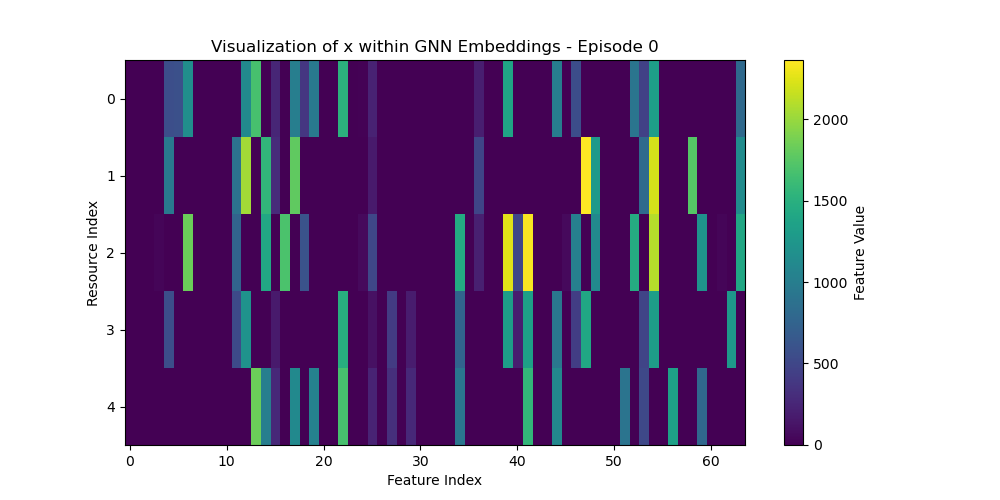 Visualization of x within GNN Embeddings - Episode 0
0
1
2
3
4
Resource Index
0 10 20 30 40 50 60
Feature Index
2000
1500
1000
500
0
Feature Value